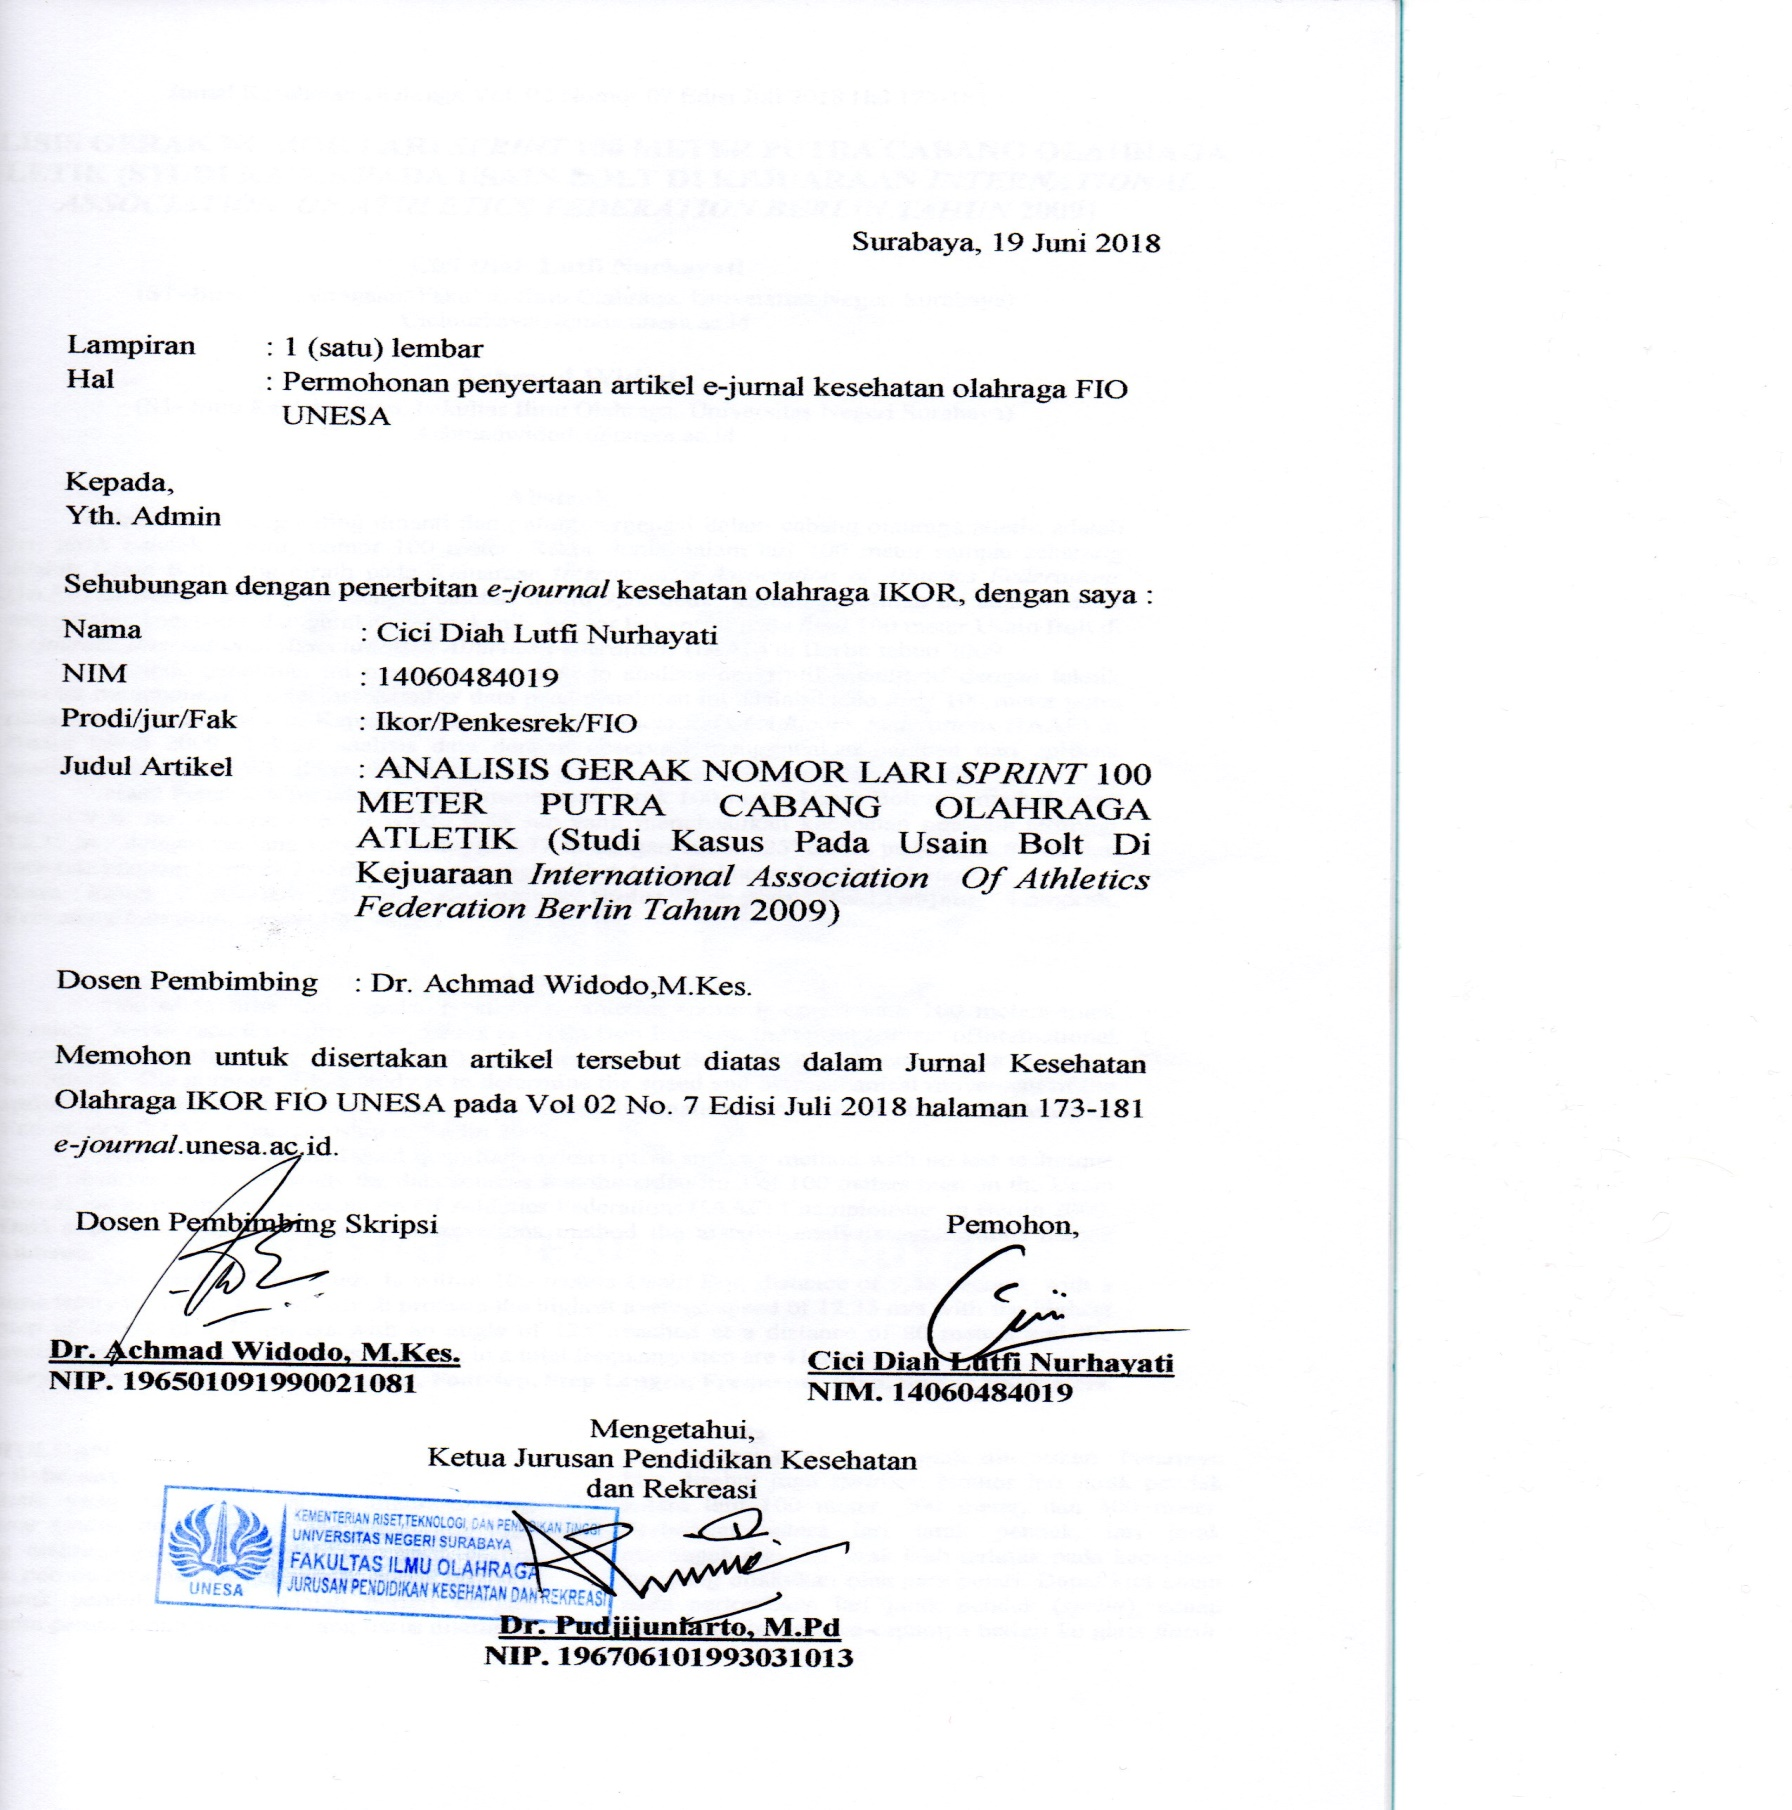 Surabaya, 19 Juni 2018
Lampiran : 1 (satu) lembar
Hal : Permohonan penyertaan artikel e-jurnal kesehatan olahraga FIO
UNESA
Kepada,
Yth. Admin
Sehubungan dengan penerbitan e-journal kesehatan olahraga IKOR, dengan saya :
Nama : Cici Diah Lutfi Nurhayati
NIM : 14060484019
Prodi/jur/Fak : Ikor/Penkesrek/FIO
Judul Artikel : ANALISIS GERAK NOMOR LARI SPRINT 100
METER PUTRA CABANG OLAHRAGA
ATLETIK (Studi Kasus Pada Usain Bolt Di
Kejuaraan International Association Of Athletics
Federation Berlin Tahun 2009)
Dosen Pembimbing : Dr. Achmad Widodo,M.Kes.
Memohon untuk disertakan artikel tersebut diatas dalam Jurnal Kesehatan
Olahraga IKOR FIO UNESA pada Vol 02 No. 7 Edisi Juli 2018 halaman 173-181
e-journal.unesa.ac.id.
Dosen Pembimbing Skripsi
Dr. Achmad Widodo, M.Kes.
NIP. 196501091990021081
Pemohon,
Cici Diah Lutfi Nurhayati
NIM. 14060484019
Mengetahui,
Ketua Jurusan Pendidikan Kesehatan
dan Rekreasi
UNESA
KEMENTERIAN RISET,TEKNOLOGI, DAN PENDIDIKAN TINGGI
UNIVERSITAS NEGERI SURABAYA
FAKULTAS ILMU OLAHRAGA
JURUSAN PENDIDIKAN KESEHATAN DAN REKREASI
Dr. Pudjijuniarto, M.Pd
NIP. 196706101993031013